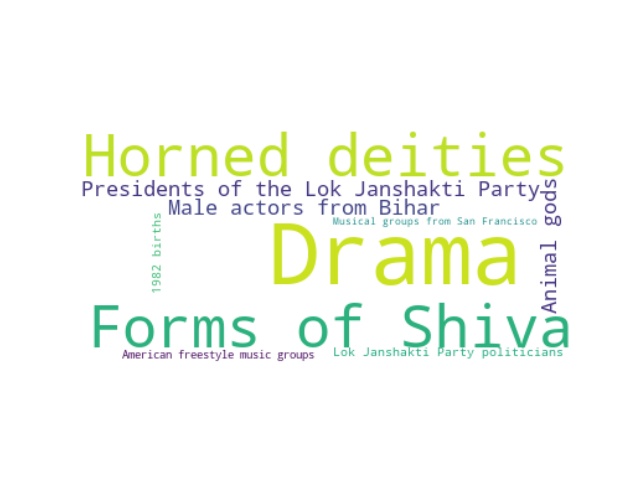 Horned deities
Presidents of the Lok Janshakti Party
Male actors from Bihar
Musical groups from San Francisco
1982 births
Animal gods
Drama
Forms of Shiva
American freestyle music groups
Lok Janshakti Party politicians